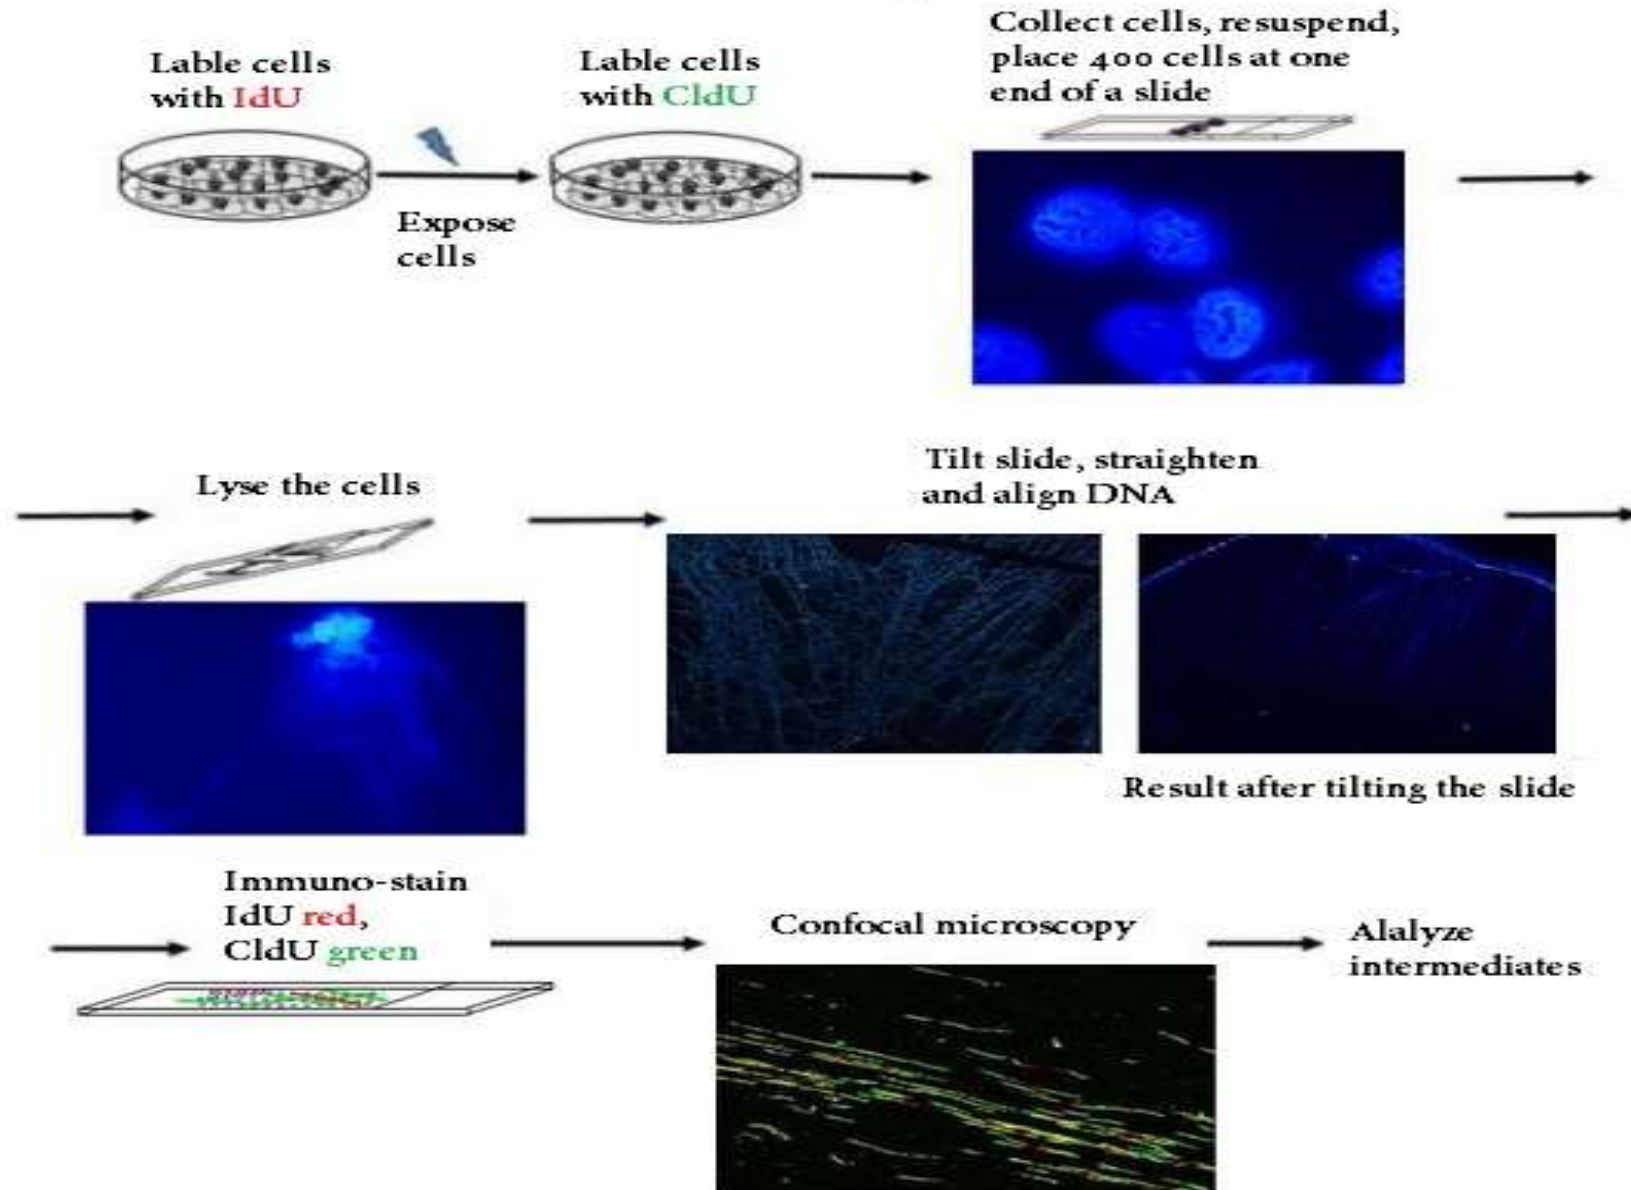 Lable cells
with IdU
Expose
cells
Lable cells
with CldU
Collect cells, resuspend,
place 400 cells at one
end of a slide
Lyse the cells
Tilt slide, straighten
and align DNA
Result after tilting the slide
Immuno-stain
IdU red,
CldU green
Confocal microscopy
Alalyze
intermediates